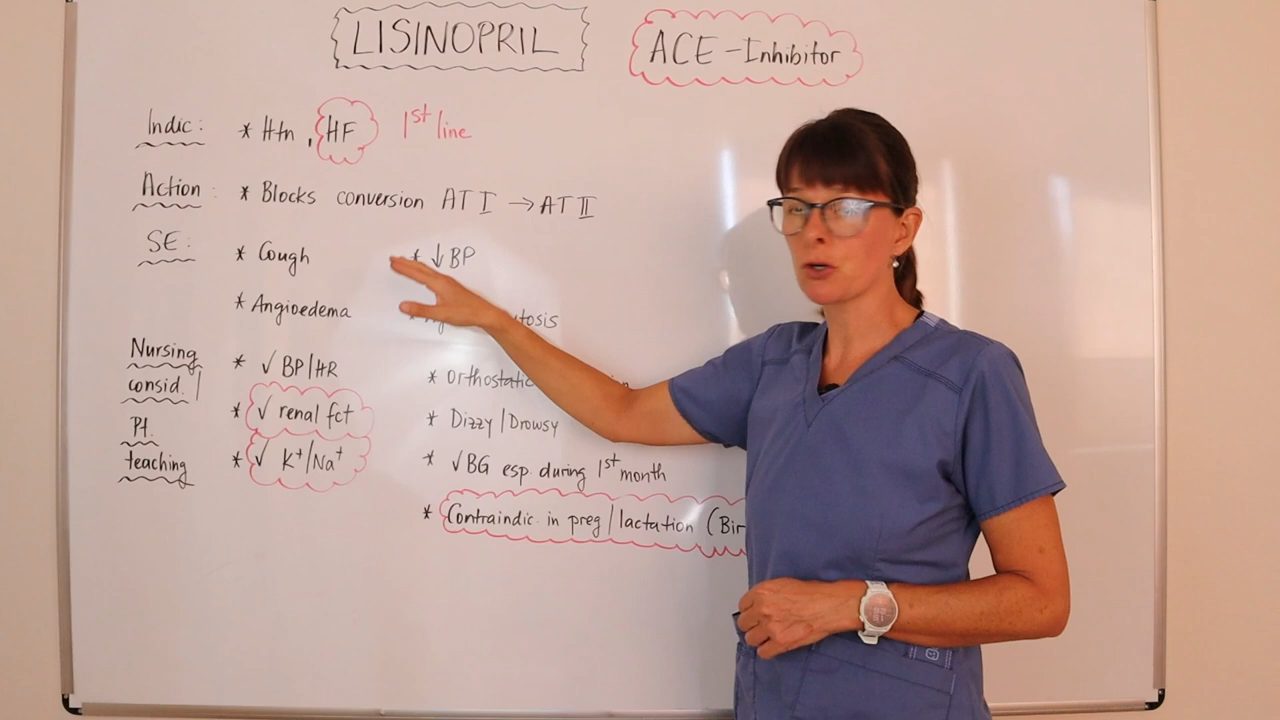 LISINOPRIL ACE-Inhibitor
Indic: * Htn, HF 1st line
Action: * Blocks conversion AT I → AT II
SE: * Cough * ↓BP
* Angioedema
Nursing consid./ Pt. teaching
* √ BP/HR
* Orthostatic
* √ renal fct
* Dizzy/Drowsy
* √ K+/Na+
* √BG esp. during 1st month
* Contraindic. in preg/lactation